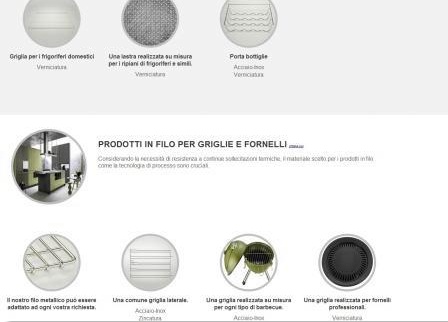 Griglia per i frigoriferi domestici
Verniciatura
Una lastra realizzata su misura
per i ripiani di frigoriferi e simili.
Verniciatura
Porta bottiglie
Acciaio-Inox
Verniciatura
PRODOTTI IN FILO PER GRIGLIE E FORNELLI
Considerando le necessità di resistenza a continue sollecitazioni termiche, il materiale scelto per i prodotti in filo
come la tecnologia di processo sono cruciali.
Il nostro filo metallico può essere
adattato ad ogni vostra richiesta.
Una comune griglia laterale.
Acciaio-Inox
Zincatura
Una griglia realizzata su misura
per ogni tipo di barbecue.
Acciaio-Inox
Una griglia realizzata per fornelli
professionali.
Verniciatura